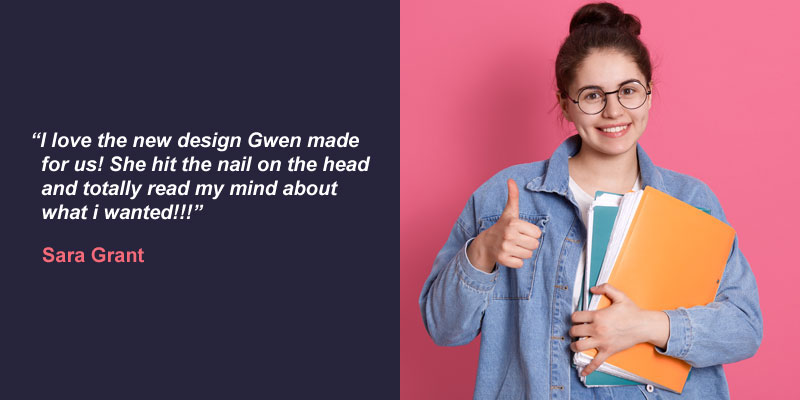 “I love the new design Gwen made
for us! She hit the nail on the head
and totally read my mind about
what i wanted!!!”
Sara Grant